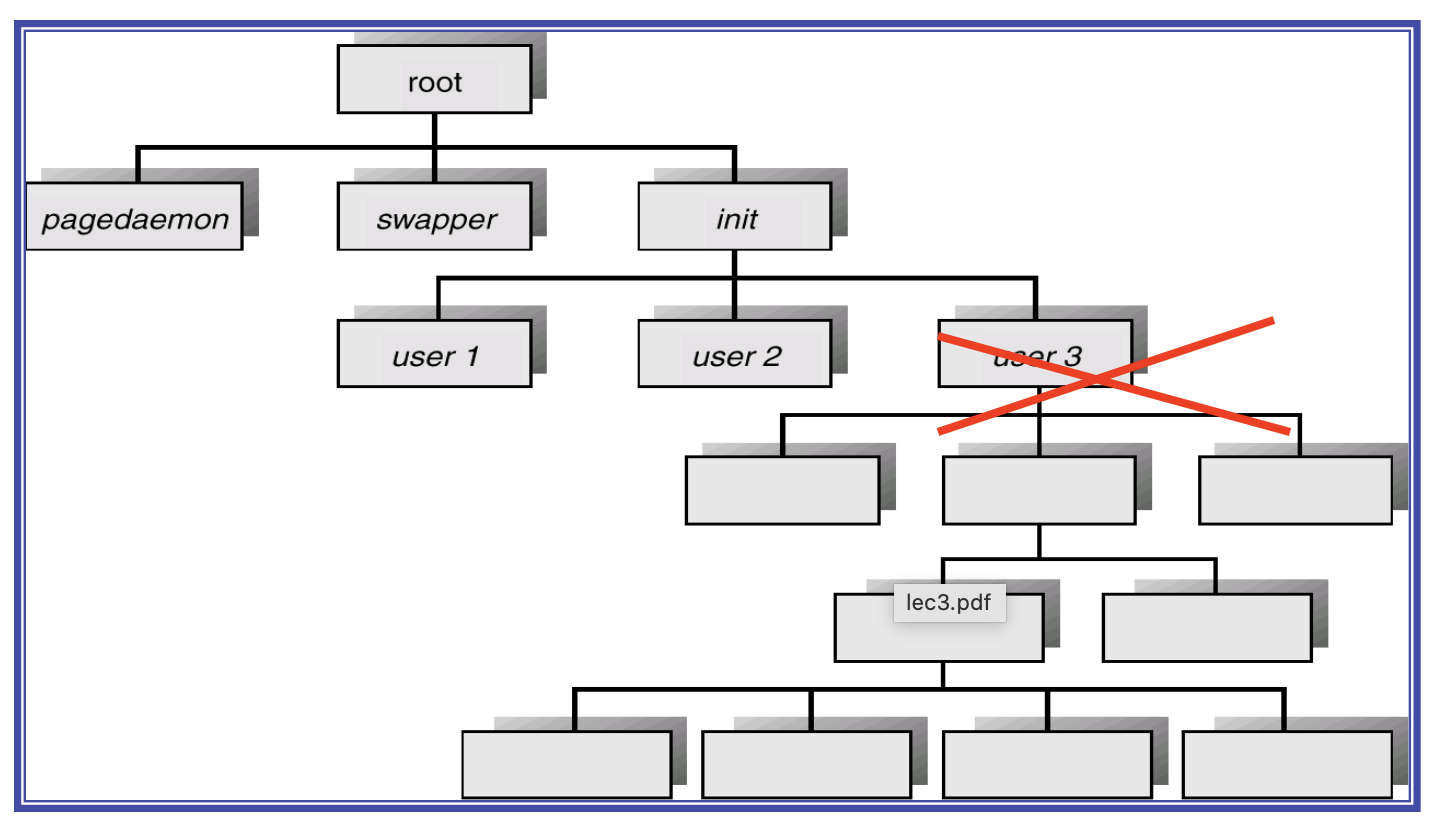 root
pagedaemon
swapper
init
user 1
user 2
user 3
lec3.pdf